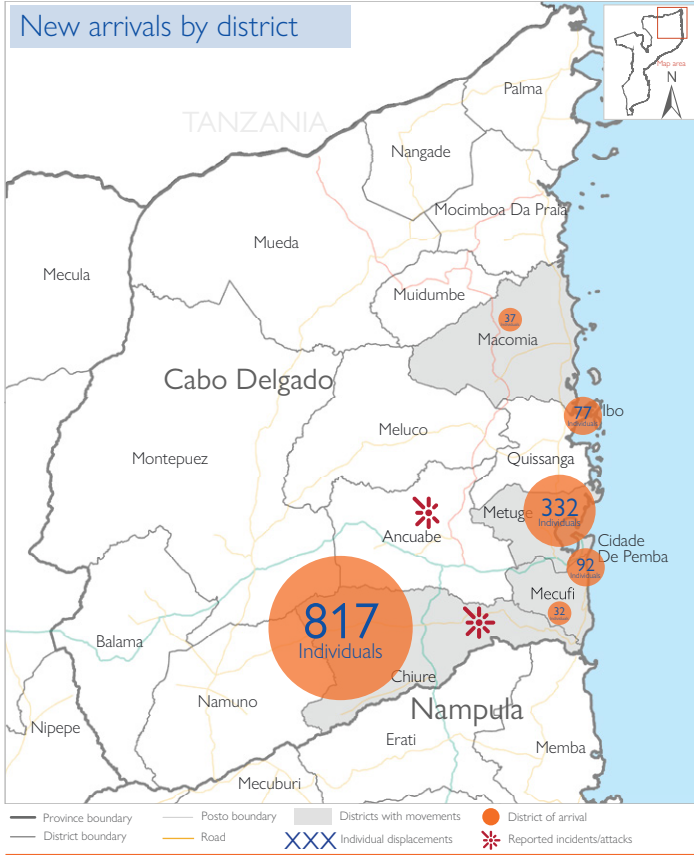 New arrivals by district
Map area
N
TANZANIA
Palma
Nangade
Mocimboa Da Praia
Mueda
Mecula
Muidumbe
37
Macomia
Cabo Delgado
77
Individuals
Ibo
Meluco
Montepuez
Quissanga
332
Individuals
Metuge
Ancuabe
Cidade
De Pemba
92
Individuals
Mecufi
32
817
Individuals
Balama
Chiure
Namuno
Nampula
Nipepe
Erati
Memba
Mecuburi
Province boundary
Posto boundary
Districts with movements
District of arrival
District boundary
Road
XXX
Individual displacements
Reported incidents/attacks